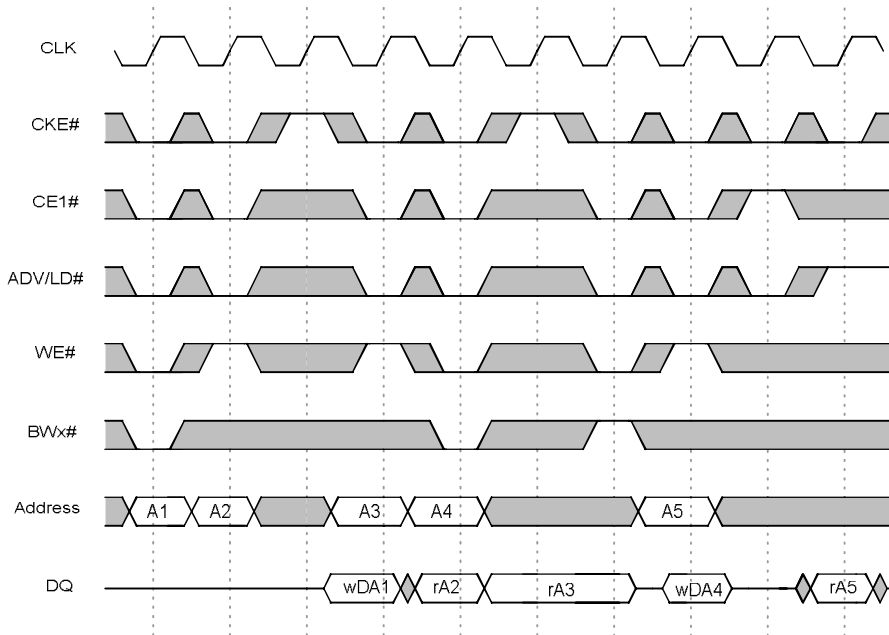 CLK
CKE#
CE1#
ADV/LD#
WE#
BWx#
Address A1 A2 A3 A4 A5
DQ wDA1 rA2 rA3 wDA4 rA5